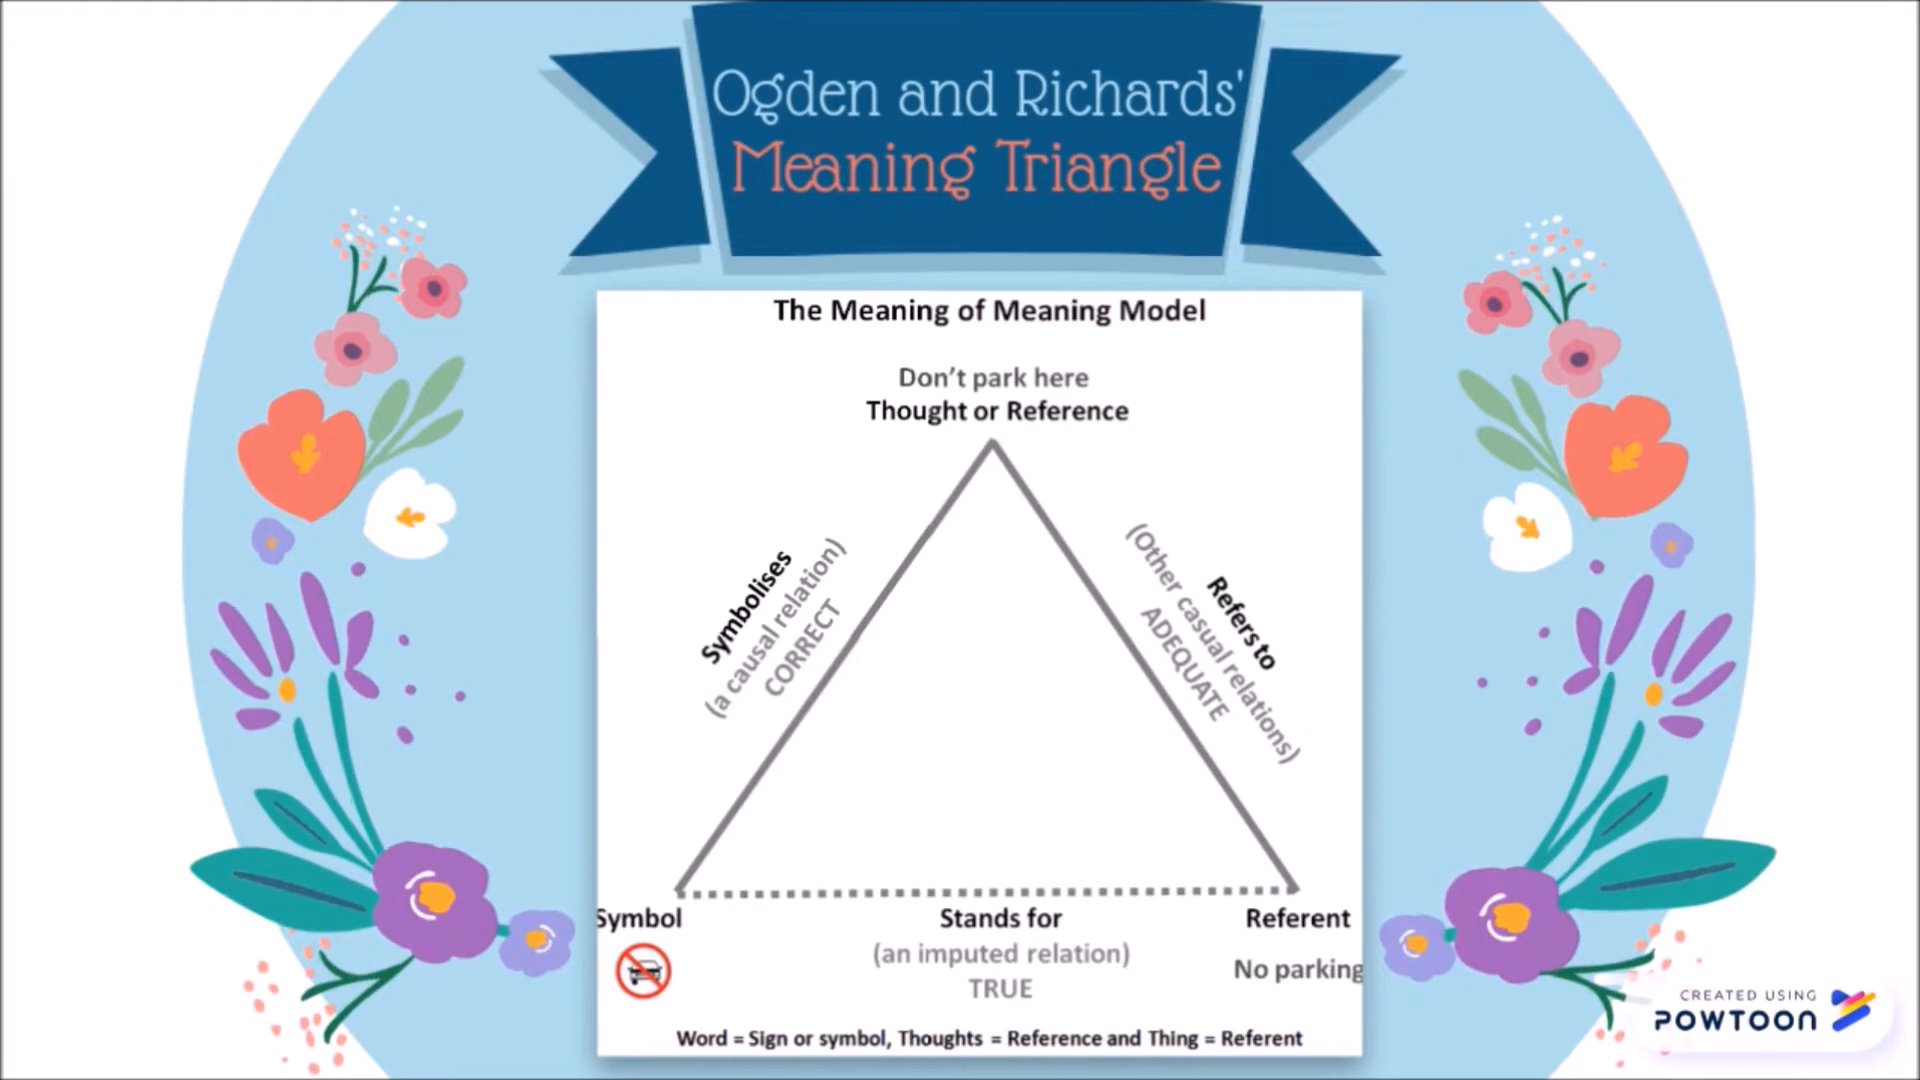 Ogden and Richards'
Meaning Triangle
The Meaning of Meaning Model
Don't park here
Thought or Reference
Symbolises
(a causal relation)
CORRECT
Refers to
(Other casual relations)
ADEQUATE
Symbol
Stands for
Referent
(an imputed relation)
No parking
TRUE
Word = Sign or symbol, Thoughts = Reference and Thing = Referent
CREATED USING
POWTOON